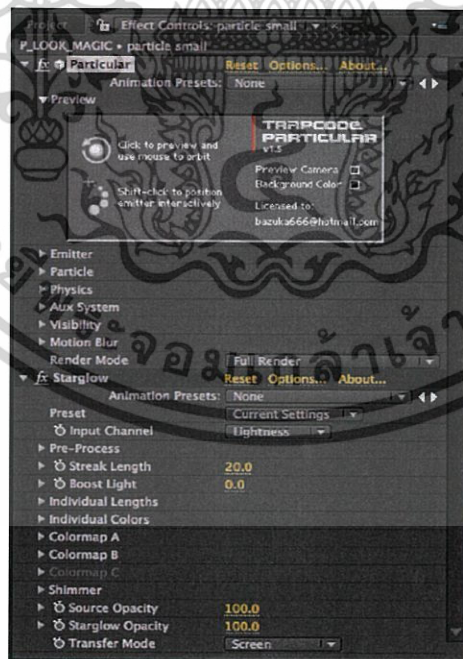 Project Effect Controls: particle small
P_LOOK_MAGIC • particle small
fx Particular Reset Options... About...
Animation Presets: None
Preview
Click to preview and
use mouse to orbit
Shift-click to position
emitter interactively
TRAPCODE
PARTICULAR
v1.5
Preview Camera
Background Color
Licensed to:
bazuka666@hotmail.com
Emitter
Particle
Physics
Aux System
Visibility
Motion Blur
Render Mode Full Render
fx Starglow Reset Options... About...
Animation Presets: None
Preset Current Settings
Input Channel Lightness
Pre-Process
Streak Length 20.0
Boost Light 0.0
Individual Lengths
Individual Colors
Colormap A
Colormap B
Colormap C
Shimmer
Source Opacity 100.0
Starglow Opacity 100.0
Transfer Mode Screen